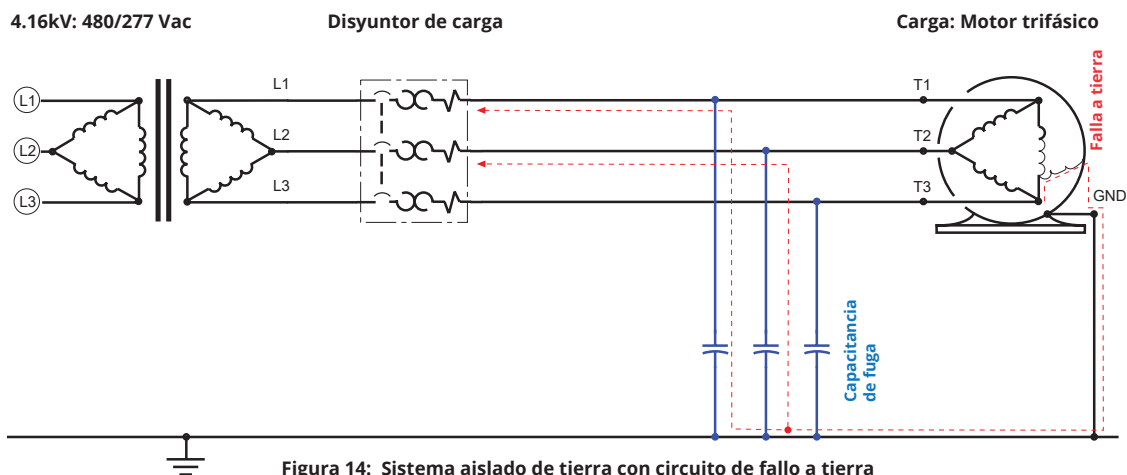 4.16kV: 480/277 Vac
Disyuntor de carga
Carga: Motor trifásico
L1
L2
L3
L1
L2
L3
T1
T2
T3
Falla a tierra
GND
Capacitancia
de fuga
Figura 14: Sistema aislado de tierra con circuito de fallo a tierra